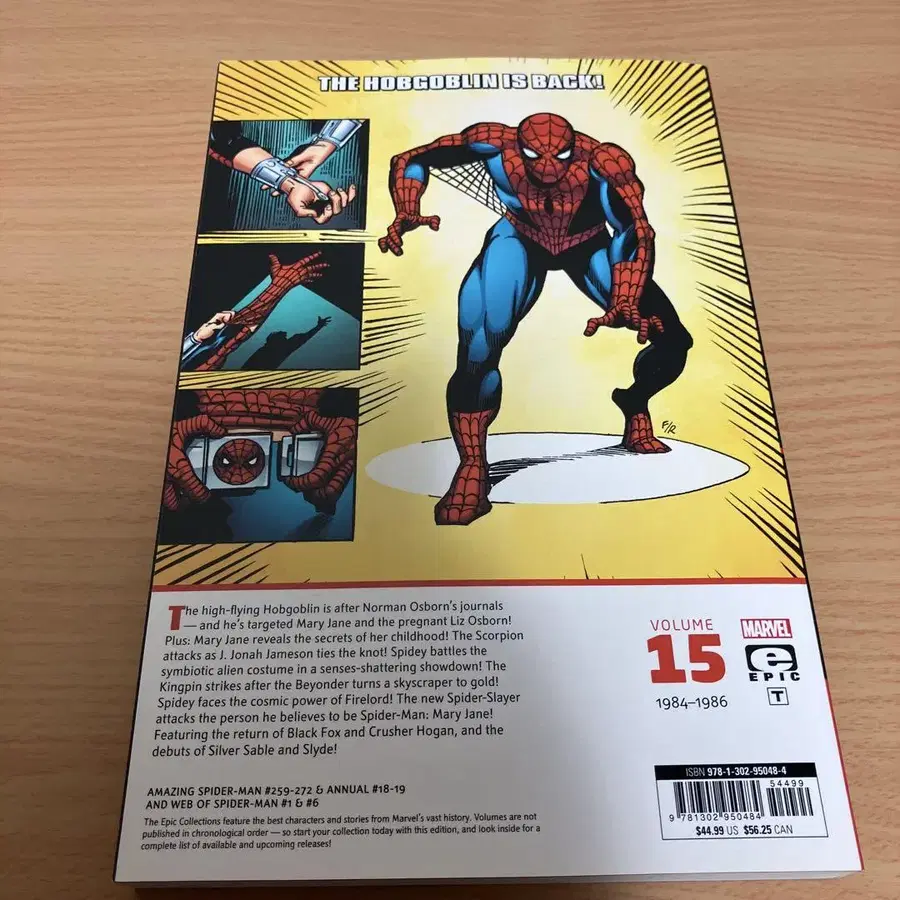 THE HOBGOBLIN IS BACK!
F/R
The high-flying Hobgoblin is after Norman Osborn's journals
— and he's targeted Mary Jane and the pregnant Liz Osborn!
Plus: Mary Jane reveals the secrets of her childhood! The Scorpion
attacks as J. Jonah Jameson ties the knot! Spidey battles the
symbiotic alien costume in a senses-shattering showdown! The
Kingpin strikes after the Beyonder turns a skyscraper to gold!
Spidey faces the cosmic power of Firelord! The new Spider-Slayer
attacks the person he believes to be Spider-Man: Mary Jane!
Featuring the return of Black Fox and Crusher Hogan, and the
debuts of Silver Sable and Slyde!
VOLUME
15
1984–1986
MARVEL
e
EPIC
T
AMAZING SPIDER-MAN #259-272 & ANNUAL #18-19
AND WEB OF SPIDER-MAN #1 & #6
The Epic Collections feature the best characters and stories from Marvel's vast history. Volumes are not
published in chronological order — so start your collection today with this edition, and look inside for a
complete list of available and upcoming releases!
ISBN 978-1-302-95048-4
54499
9 781302 950484
$44.99 US $56.25 CAN